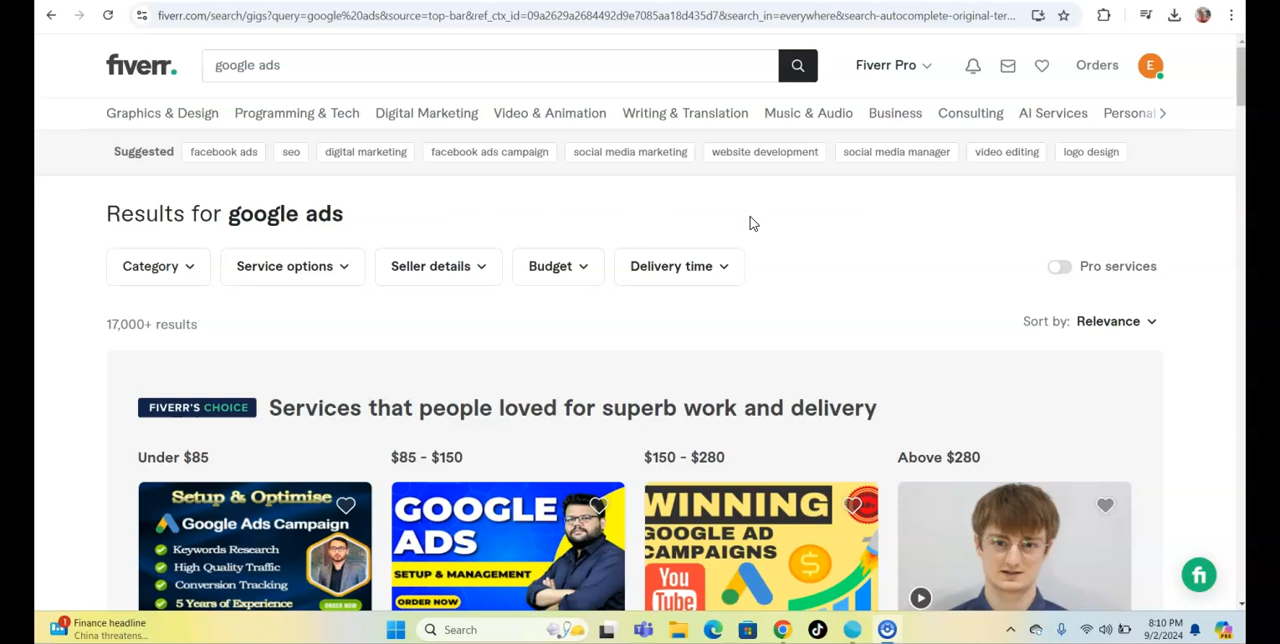 fiverr.com/search/gigs?query=google%20ads&source=top-bar&ref_ctx_id=09a2629a2684492d9e7085aa18d435d7&search_in=everywhere&search-autocomplete-original-ter...
fiverr.
google ads
Fiverr Pro
Orders
E
Graphics & Design
Programming & Tech
Digital Marketing
Video & Animation
Writing & Translation
Music & Audio
Business
Consulting
AI Services
Personal
Suggested
facebook ads
seo
digital marketing
facebook ads campaign
social media marketing
website development
social media manager
video editing
logo design
Results for google ads
Category
Service options
Seller details
Budget
Delivery time
Pro services
17,000+ results
Sort by: Relevance
FIVERR'S CHOICE
Services that people loved for superb work and delivery
Under $85
$85 - $150
$150 - $280
Above $280
Setup & Optimise
Google Ads Campaign
Keywords Research
High Quality Traffic
Conversion Tracking
5 Years of Experience
ORDER NOW
GOOGLE
ADS
SETUP & MANAGEMENT
ORDER NOW
WINNING
GOOGLE AD
CAMPAIGNS
You
Tube
fi
1
Finance headline
China threatens...
Search
8:10 PM
9/2/2024